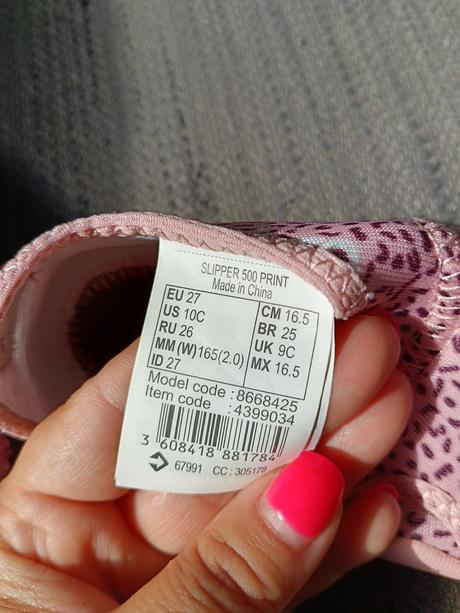 SLIPPER 500 PRINT
Made in China
EU 27 CM 16.5
US 10C BR 25
RU 26 UK 9C
MM (W)165(2.0) MX 16.5
ID 27
Model code : 8668425
Item code : 4399034
3 608418 881784
67991 CC : 305178